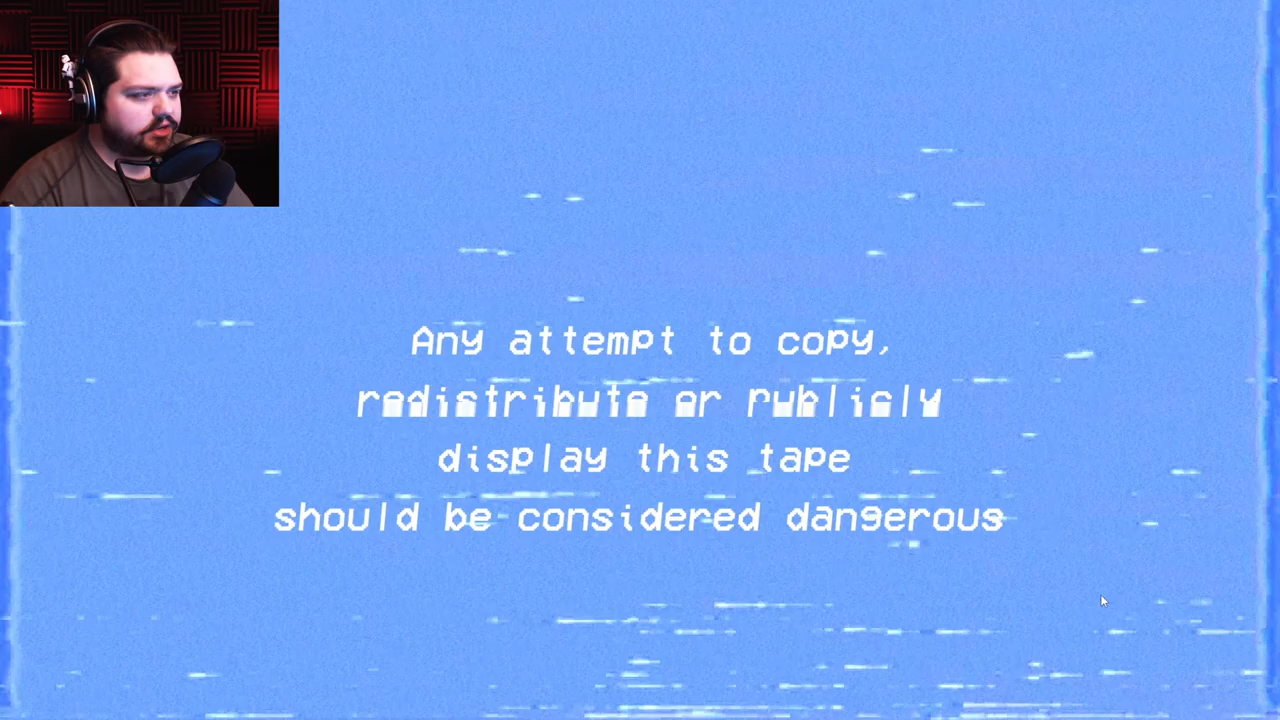 Any attempt to copy,
redistribute or publicly
display this tape
should be considered dangerous